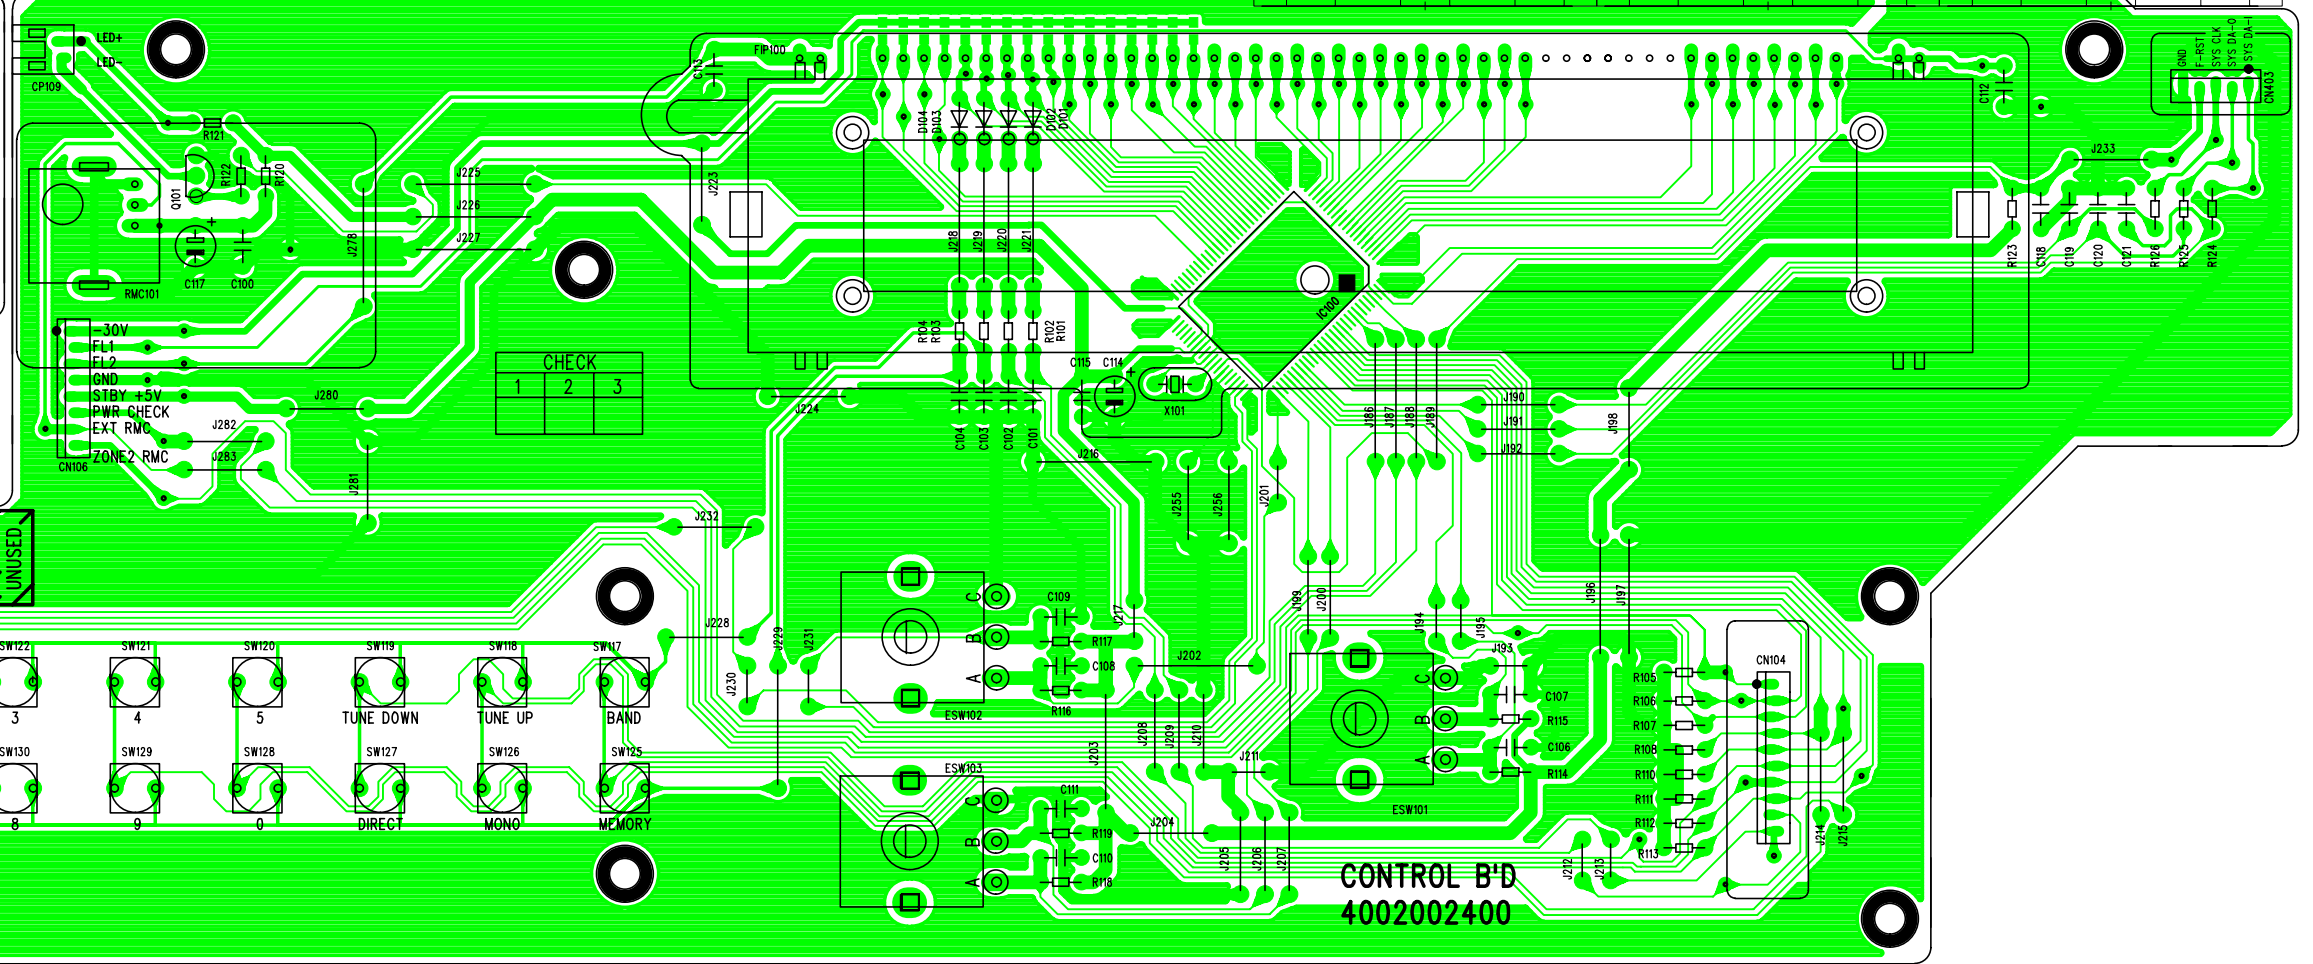 LED+
LED-
CP109
R121
R122
R120
Q101
+
C117
C100
RMC101
J278
J225
J226
J227
-30V
FL1
FL2
GND
STBY +5V
PWR CHECK
EXT RMC
ZONE2 RMC
CN106
J280
J282
J283
J281
CHECK
1 2 3
UNUSED
FIP100
C113
J223
D104
D103
D102
D101
J218
J219
J220
J221
R104
R103
R102
R101
C115
C114
+
X101
IC100
J224
C104
C103
C102
C101
J216
J255
J256
J201
J186
J187
J188
J189
J190
J191
J192
J198
C112
GND
F-RST
SYS CLK
SYS DA-O
SYS DA-I
CN403
J233
R123
C118
C119
C120
C121
R126
R125
R124
J232
J228
J229
J230
J231
C
B
A
ESW102
C109
R117
C108
R116
J217
J202
J199
J200
J194
J195
J196
J197
J193
C
B
A
C107
R115
C106
R114
ESW101
J203
J208
J209
J210
J211
ESW103
C
B
A
C111
R119
C110
R118
J204
J205
J206
J207
R105
R106
R107
R108
R110
R111
R112
R113
CN104
J212
J213
J214
J215
SW122 SW121 SW120 SW119 SW118 SW117
3 4 5 TUNE DOWN TUNE UP BAND
SW130 SW129 SW128 SW127 SW126 SW125
8 9 0 DIRECT MONO MEMORY
CONTROL B'D
4002002400